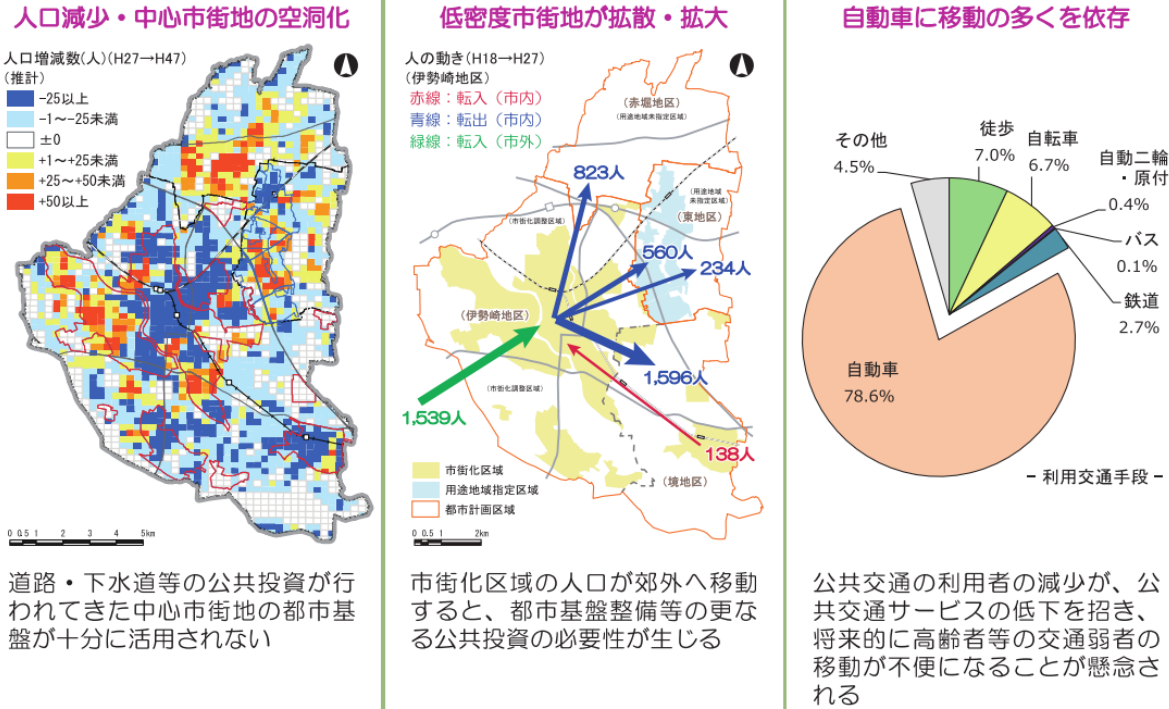 人口減少・中心市街地の空洞化
人口増減数(人)(H27→H47)
(推計)
-25以上
-1〜-25未満
±0
+1〜+25未満
+25〜+50未満
+50以上
0 0.5 1 2 3 4 5km
道路・下水道等の公共投資が行
われてきた中心市街地の都市基
盤が十分に活用されない
低密度市街地が拡散・拡大
人の動き(H18→H27)
(伊勢崎地区)
赤線：転入（市内）
青線：転出（市内）
緑線：転入（市外）
(赤堀地区)
(用途地域未指定区域)
823人
(用途地域
未指定区域)
(市街化調整区域)
(東地区)
560人
234人
(伊勢崎地区)
1,596人
(市街化調整区域)
1,539人
138人
(境地区)
市街化区域
用途地域指定区域
都市計画区域
0 0.5 1 2km
市街化区域の人口が郊外へ移動
すると、都市基盤整備等の更な
る公共投資の必要性が生じる
自動車に移動の多くを依存
その他
4.5%
徒歩
7.0%
自転車
6.7%
自動二輪
・原付
0.4%
バス
0.1%
鉄道
2.7%
自動車
78.6%
− 利用交通手段 −
公共交通の利用者の減少が、公
共交通サービスの低下を招き、
将来的に高齢者等の交通弱者の
移動が不便になることが懸念さ
れる